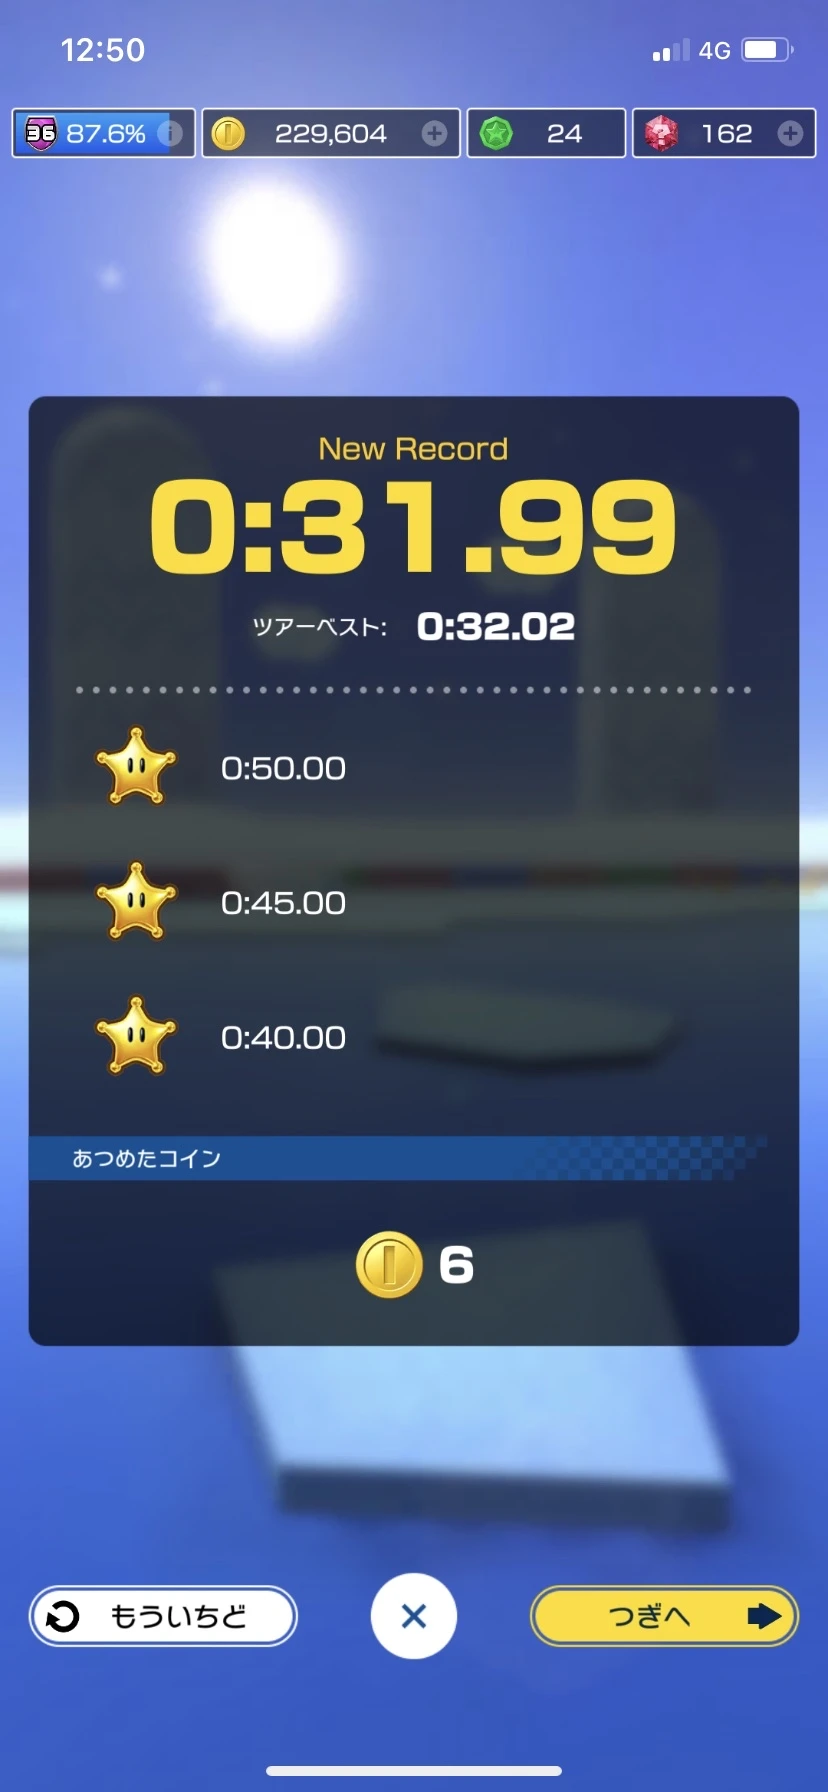 12:50 4G
36 87.6% i 229,604 + 24 162 +
New Record
0:31.99
ツアーベスト: 0:32.02
0:50.00
0:45.00
0:40.00
あつめたコイン
6
もういちど × つぎへ